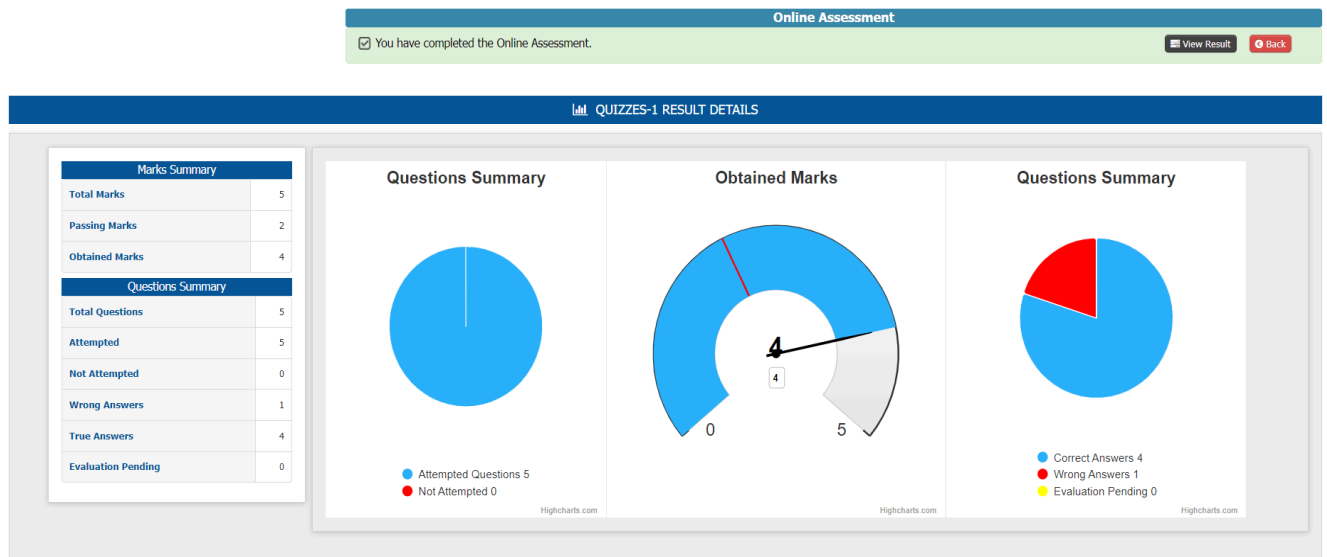 Online Assessment
You have completed the Online Assessment.
View Result
Back
QUIZZES-1 RESULT DETAILS
Marks Summary
Total Marks 5
Passing Marks 2
Obtained Marks 4
Questions Summary
Total Questions 5
Attempted 5
Not Attempted 0
Wrong Answers 1
True Answers 4
Evaluation Pending 0
Questions Summary
Attempted Questions 5
Not Attempted 0
Highcharts.com
Obtained Marks
4
4
0
5
Highcharts.com
Questions Summary
Correct Answers 4
Wrong Answers 1
Evaluation Pending 0
Highcharts.com